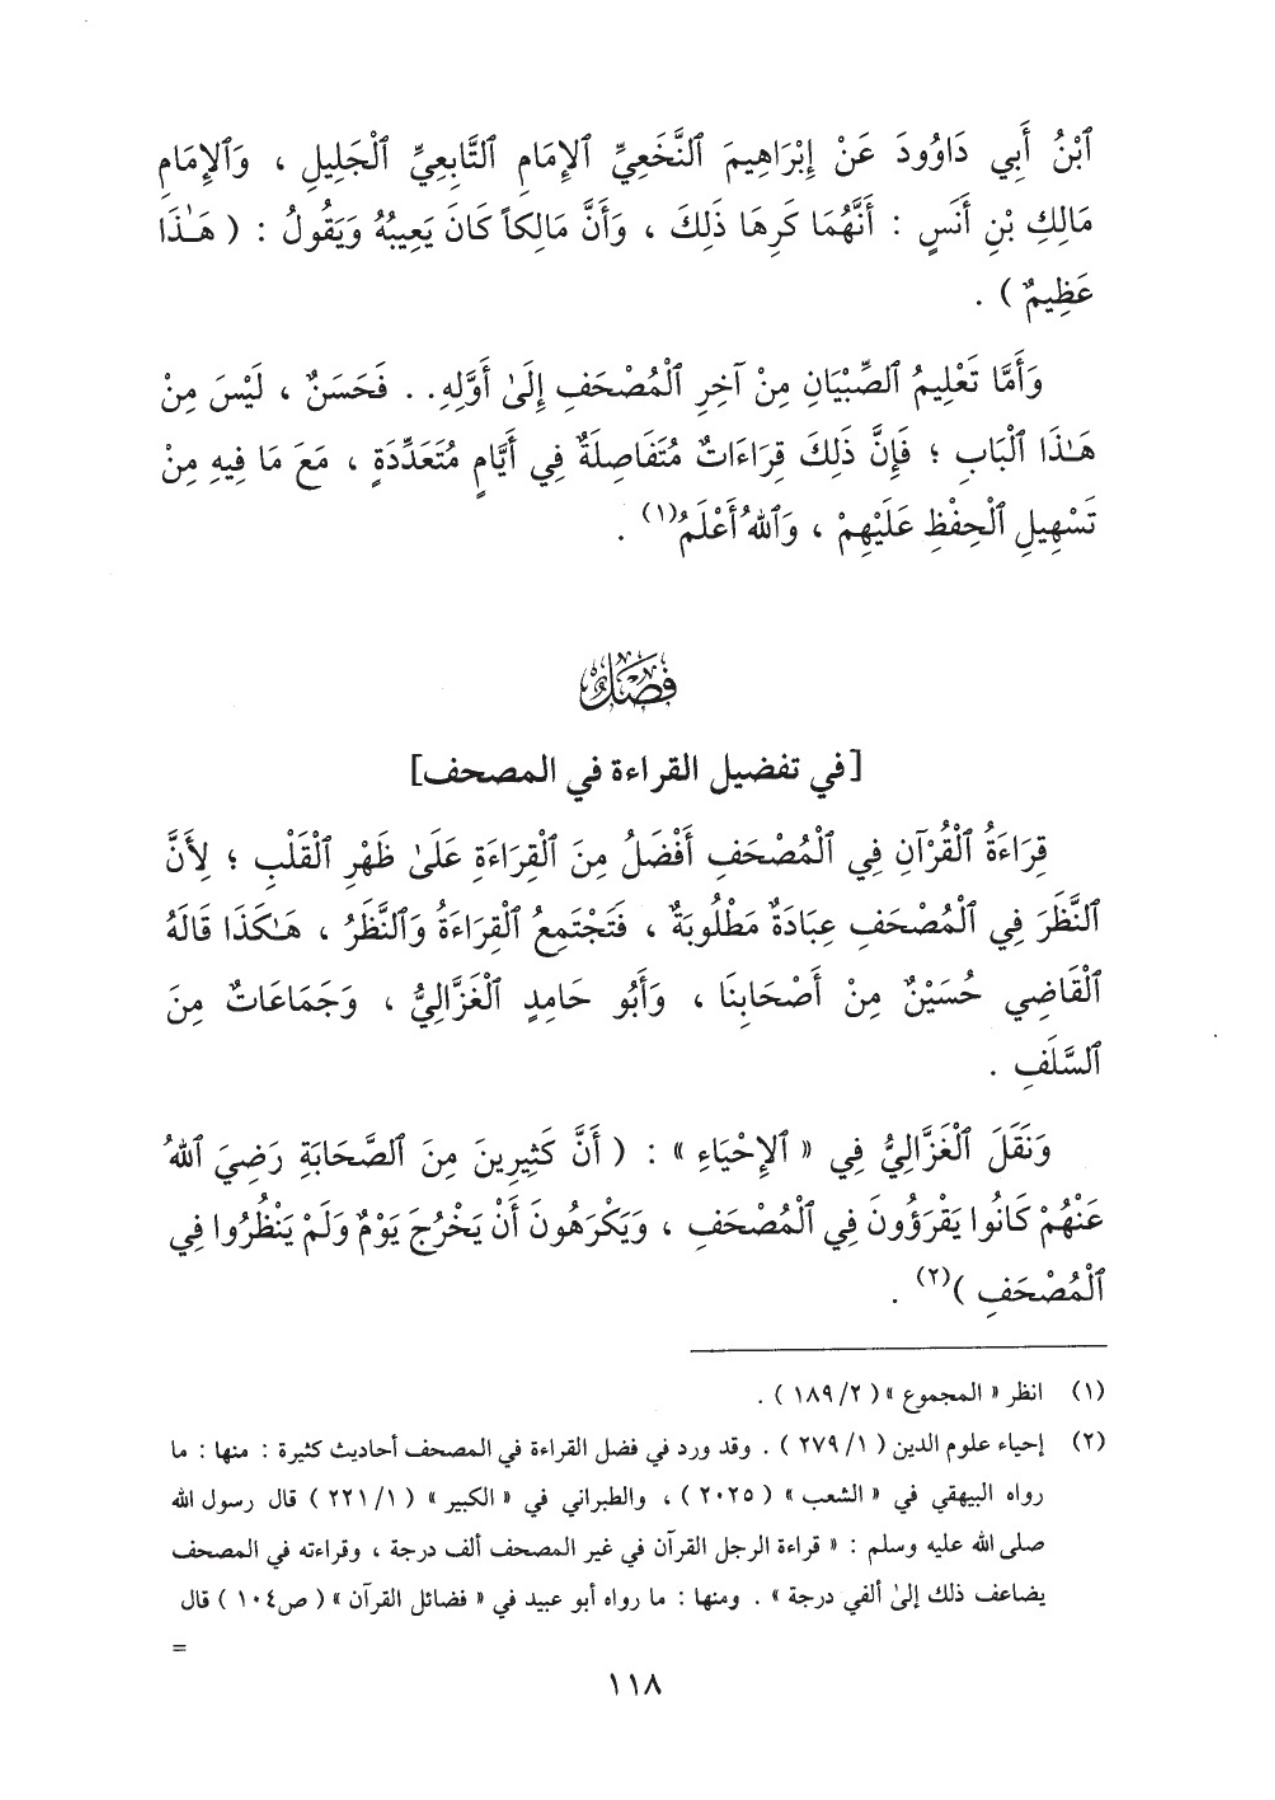 ٱبْنُ أَبِي دَاوُودَ عَنْ إِبْرَاهِيمَ ٱلنَّخَعِيِّ ٱلإِمَامِ ٱلتَّابِعِيِّ ٱلْجَلِيلِ ، وَٱلإِمَامِ
مَالِكِ بْنِ أَنَسٍ : أَنَّهُمَا كَرِهَا ذَلِكَ ، وَأَنَّ مَالِكاً كَانَ يَعِيبُهُ وَيَقُولُ : ( هَـٰذَا
عَظِيمٌ ) .
وَأَمَّا تَعْلِيمُ ٱلصِّبْيَانِ مِنْ آخِرِ ٱلْمُصْحَفِ إِلَىٰ أَوَّلِهِ . . فَحَسَنٌ ، لَيْسَ مِنْ
هَـٰذَا ٱلْبَابِ ؛ فَإِنَّ ذَلِكَ قِرَاءَاتٌ مُتَفَاصِلَةٌ فِي أَيَّامٍ مُتَعَدِّدَةٍ ، مَعَ مَا فِيهِ مِنْ
تَسْهِيلِ ٱلْحِفْظِ عَلَيْهِمْ ، وَٱللهُ أَعْلَمُ(١) .
فَصْلٌ
[في تفضيل القراءة في المصحف]
قِرَاءَةُ ٱلْقُرْآنِ فِي ٱلْمُصْحَفِ أَفْضَلُ مِنَ ٱلْقِرَاءَةِ عَلَىٰ ظَهْرِ ٱلْقَلْبِ ؛ لِأَنَّ
ٱلنَّظَرَ فِي ٱلْمُصْحَفِ عِبَادَةٌ مَطْلُوبَةٌ ، فَتَجْتَمِعُ ٱلْقِرَاءَةُ وَٱلنَّظَرُ ، هَـٰكَذَا قَالَهُ
ٱلْقَاضِي حُسَيْنٌ مِنْ أَصْحَابِنَا ، وَأَبُو حَامِدٍ ٱلْغَزَّالِيُّ ، وَجَمَاعَاتٌ مِنَ
ٱلسَّلَفِ .
وَنَقَلَ ٱلْغَزَّالِيُّ فِي « ٱلإِحْيَاءِ » : ( أَنَّ كَثِيرِينَ مِنَ ٱلصَّحَابَةِ رَضِيَ ٱللهُ
عَنْهُمْ كَانُوا يَقْرَؤُونَ فِي ٱلْمُصْحَفِ ، وَيَكْرَهُونَ أَنْ يَخْرُجَ يَوْمٌ وَلَمْ يَنْظُرُوا فِي
ٱلْمُصْحَفِ )(٢) .
(١) انظر « المجموع » ( ١٨٩/٢ ) .
(٢) إحياء علوم الدين ( ٢٧٩/١ ) . وقد ورد في فضل القراءة في المصحف أحاديث كثيرة : منها : ما
رواه البيهقي في « الشعب » ( ٢٠٢٥ ) ، والطبراني في « الكبير » ( ٢٢١/١ ) قال رسول الله
صلى الله عليه وسلم : « قراءة الرجل القرآن في غير المصحف ألف درجة ، وقراءته في المصحف
يضاعف ذلك إلىٰ ألفي درجة » . ومنها : ما رواه أبو عبيد في « فضائل القرآن » ( ص١٠٤ ) قال
=
١١٨